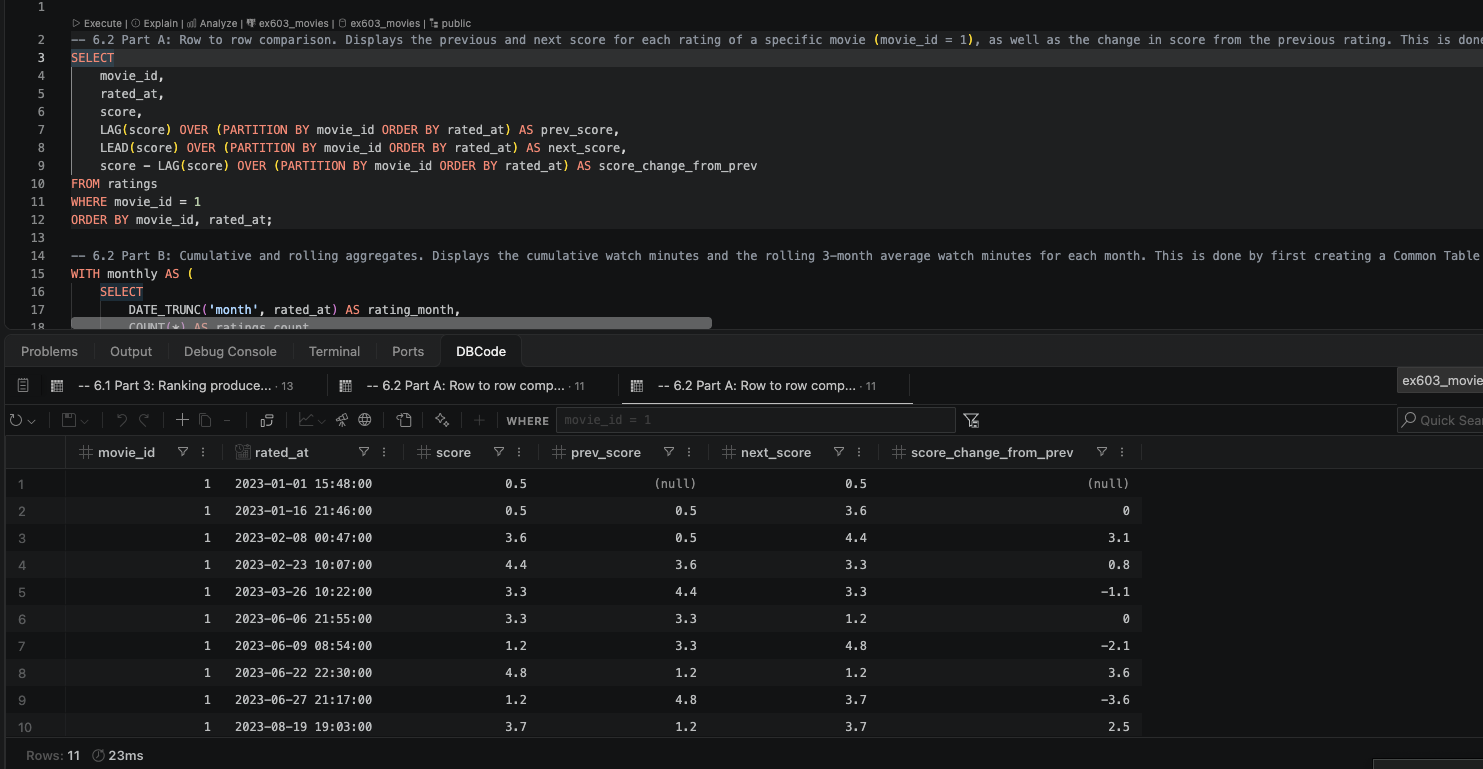 1
Execute | Explain | Analyze | ex603_movies | ex603_movies | public
2 -- 6.2 Part A: Row to row comparison. Displays the previous and next score for each rating of a specific movie (movie_id = 1), as well as the change in score from the previous rating. This is done
3 SELECT
4 movie_id,
5 rated_at,
6 score,
7 LAG(score) OVER (PARTITION BY movie_id ORDER BY rated_at) AS prev_score,
8 LEAD(score) OVER (PARTITION BY movie_id ORDER BY rated_at) AS next_score,
9 score - LAG(score) OVER (PARTITION BY movie_id ORDER BY rated_at) AS score_change_from_prev
10 FROM ratings
11 WHERE movie_id = 1
12 ORDER BY movie_id, rated_at;
13
14 -- 6.2 Part B: Cumulative and rolling aggregates. Displays the cumulative watch minutes and the rolling 3-month average watch minutes for each month. This is done by first creating a Common Table
15 WITH monthly AS (
16 SELECT
17 DATE_TRUNC('month', rated_at) AS rating_month,
18 COUNT(*) AS ratings_count
Problems Output Debug Console Terminal Ports DBCode
-- 6.1 Part 3: Ranking produce... · 13 -- 6.2 Part A: Row to row comp... · 11 -- 6.2 Part A: Row to row comp... · 11 ex603_movie
WHERE movie_id = 1 Quick Sea
movie_id rated_at score prev_score next_score score_change_from_prev
1 1 2023-01-01 15:48:00 0.5 (null) 0.5 (null)
2 1 2023-01-16 21:46:00 0.5 0.5 3.6 0
3 1 2023-02-08 00:47:00 3.6 0.5 4.4 3.1
4 1 2023-02-23 10:07:00 4.4 3.6 3.3 0.8
5 1 2023-03-26 10:22:00 3.3 4.4 3.3 -1.1
6 1 2023-06-06 21:55:00 3.3 3.3 1.2 0
7 1 2023-06-09 08:54:00 1.2 3.3 4.8 -2.1
8 1 2023-06-22 22:30:00 4.8 1.2 1.2 3.6
9 1 2023-06-27 21:17:00 1.2 4.8 3.7 -3.6
10 1 2023-08-19 19:03:00 3.7 1.2 3.7 2.5
Rows: 11 23ms